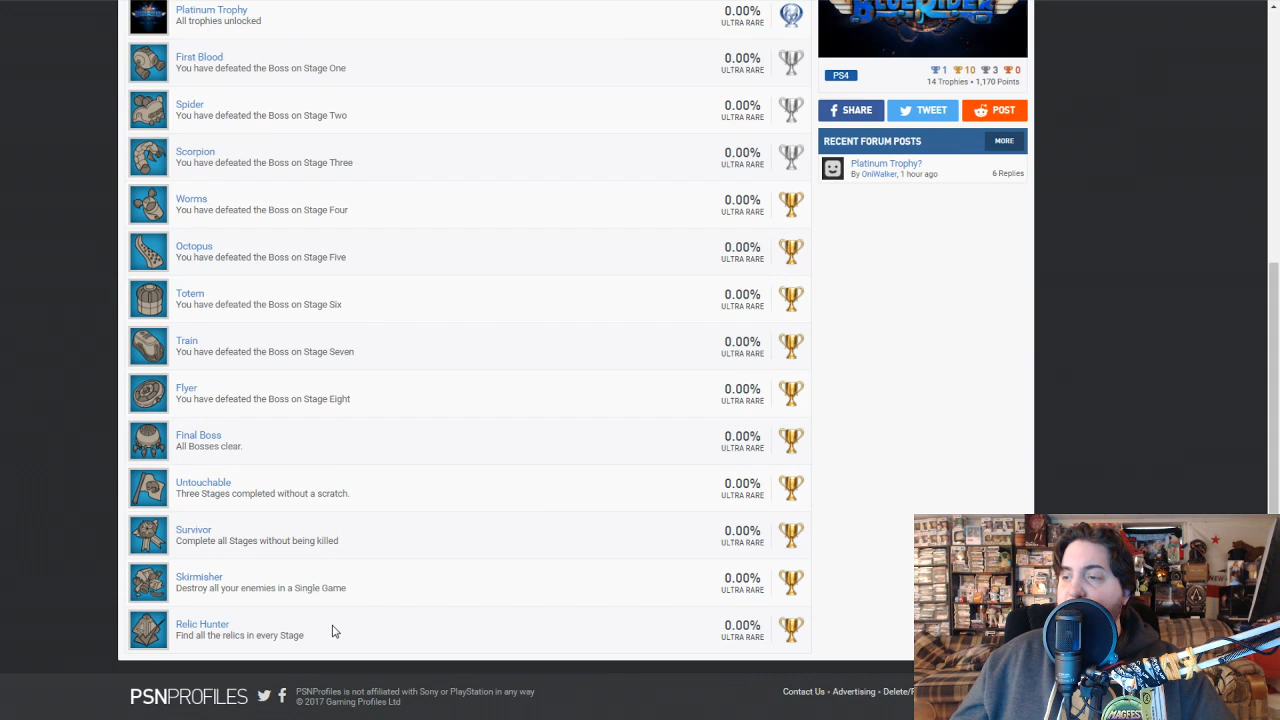 Platinum Trophy
All trophies unlocked
0.00%
ULTRA RARE
First Blood
You have defeated the Boss on Stage One
0.00%
ULTRA RARE
Spider
You have defeated the Boss on Stage Two
0.00%
ULTRA RARE
Scorpion
You have defeated the Boss on Stage Three
0.00%
ULTRA RARE
Worms
You have defeated the Boss on Stage Four
0.00%
ULTRA RARE
Octopus
You have defeated the Boss on Stage Five
0.00%
ULTRA RARE
Totem
You have defeated the Boss on Stage Six
0.00%
ULTRA RARE
Train
You have defeated the Boss on Stage Seven
0.00%
ULTRA RARE
Flyer
You have defeated the Boss on Stage Eight
0.00%
ULTRA RARE
Final Boss
All Bosses clear.
0.00%
ULTRA RARE
Untouchable
Three Stages completed without a scratch.
0.00%
ULTRA RARE
Survivor
Complete all Stages without being killed
0.00%
ULTRA RARE
Skirmisher
Destroy all your enemies in a Single Game
0.00%
ULTRA RARE
Relic Hunter
Find all the relics in every Stage
0.00%
ULTRA RARE
BLUERIDER
PS4
1 10 3 0
14 Trophies • 1,170 Points
SHARE TWEET POST
RECENT FORUM POSTS MORE
Platinum Trophy?
By OniWalker, 1 hour ago 6 Replies
PSNPROFILES
PSNProfiles is not affiliated with Sony or PlayStation in any way
© 2017 Gaming Profiles Ltd
Contact Us • Advertising •
MAGFEST